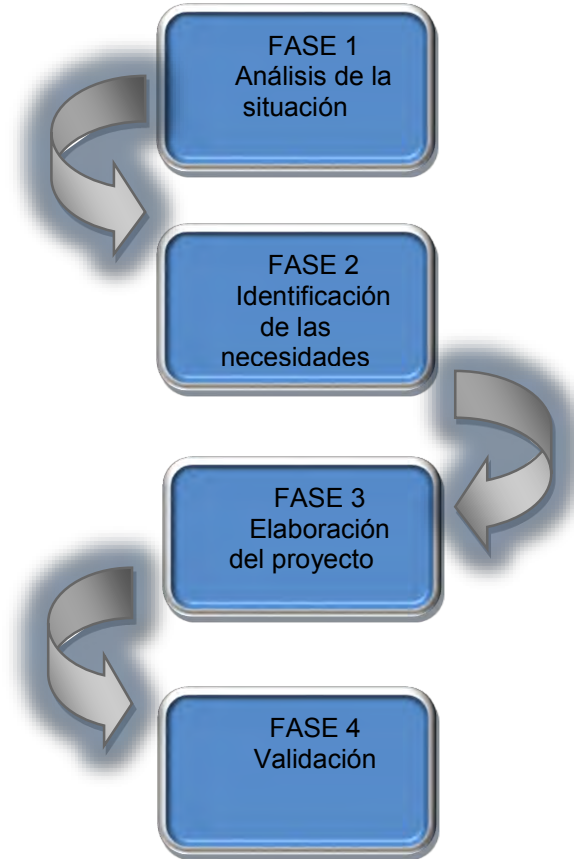 FASE 1
Análisis de la
situación
FASE 2
Identificación
de las
necesidades
FASE 3
Elaboración
del proyecto
FASE 4
Validación